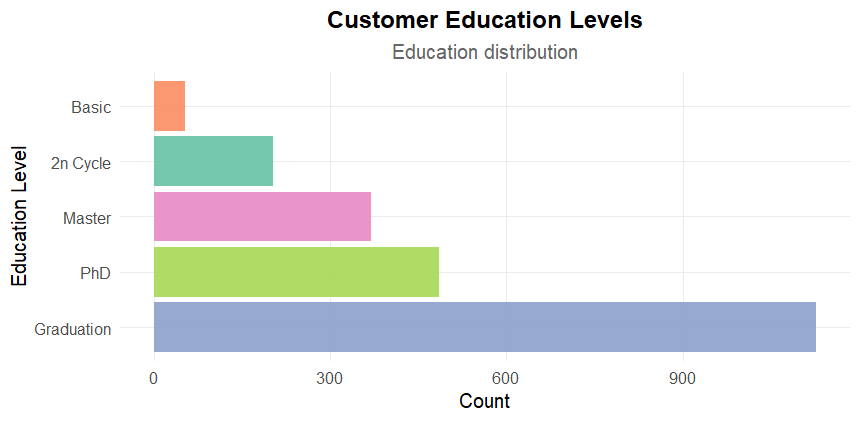 Customer Education Levels
Education distribution
Education Level
Basic
2n Cycle
Master
PhD
Graduation
0 300 600 900
Count